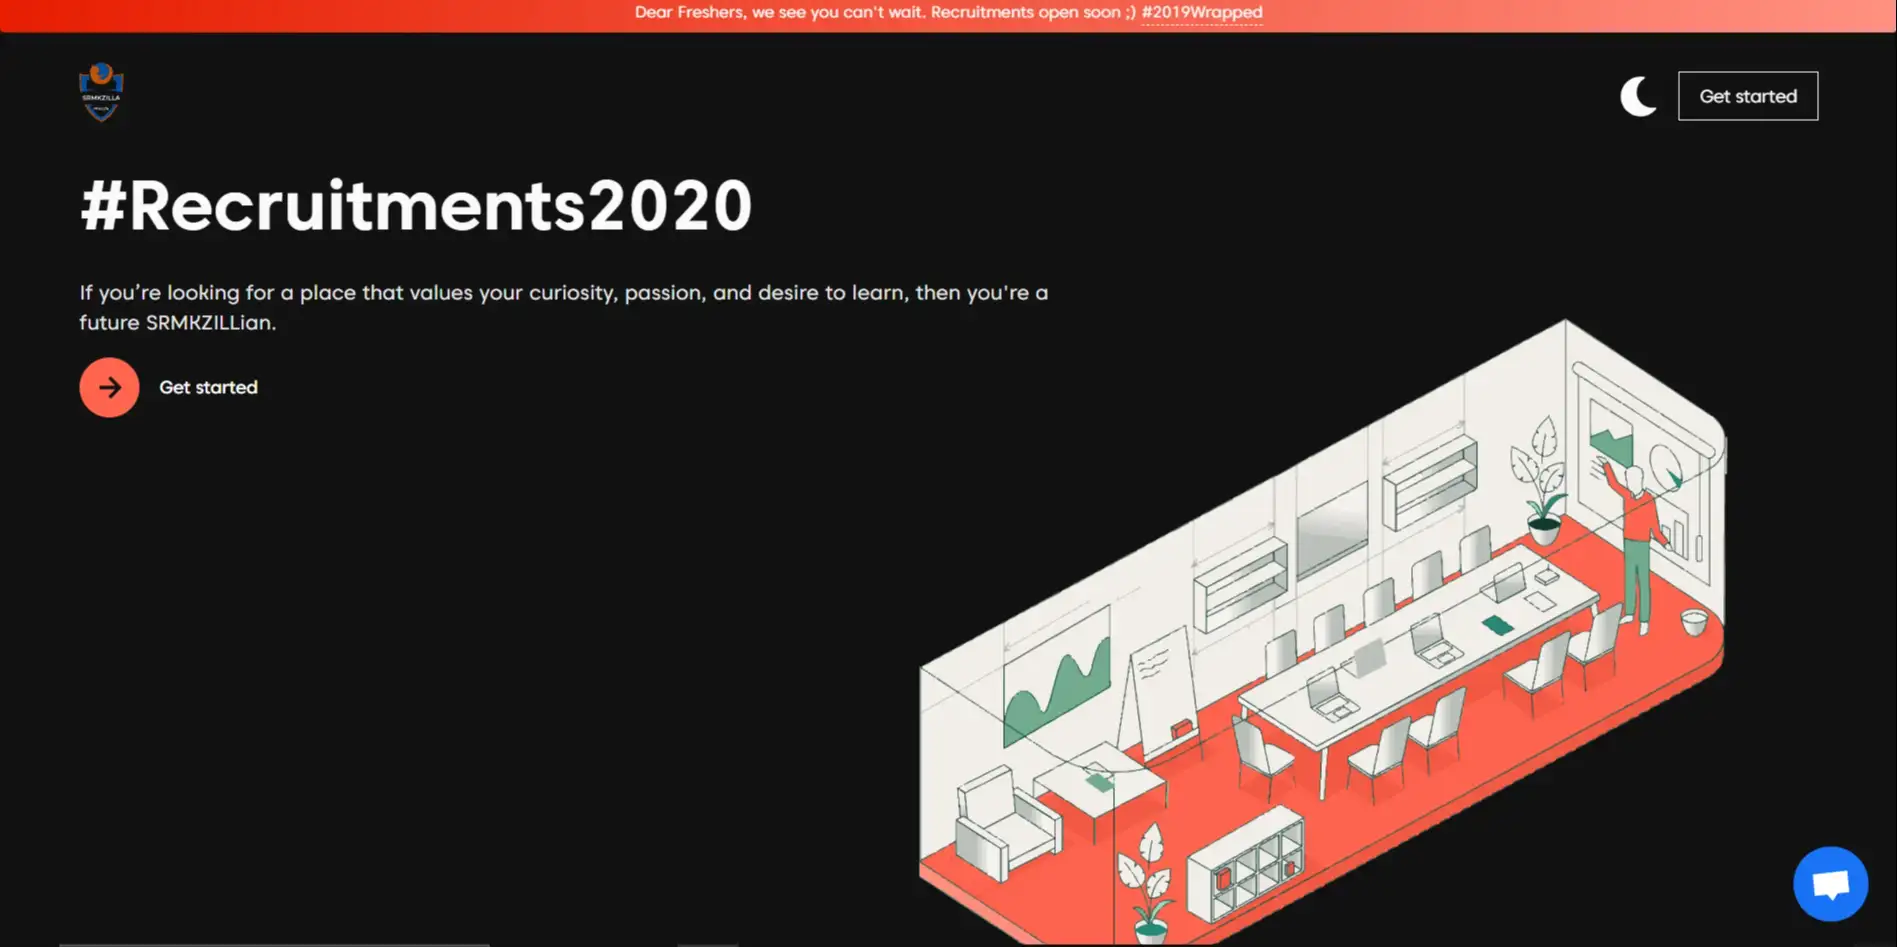 Dear Freshers, we see you can't wait. Recruitments open soon ;) #2019Wrapped
SRMKZILLA
Get started
#Recruitments2020
If you’re looking for a place that values your curiosity, passion, and desire to learn, then you're a
future SRMKZILLian.
Get started